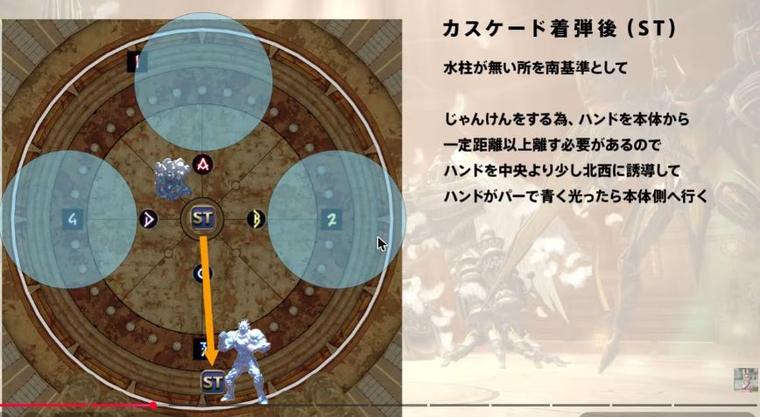 カスケード着弾後（ST）
水柱が無い所を南基準として
じゃんけんをする為、ハンドを本体から
一定距離以上離す必要があるので
ハンドを中央より少し北西に誘導して
ハンドがパーで青く光ったら本体側へ行く
1
A
4
D
ST
B
2
C
3
ST